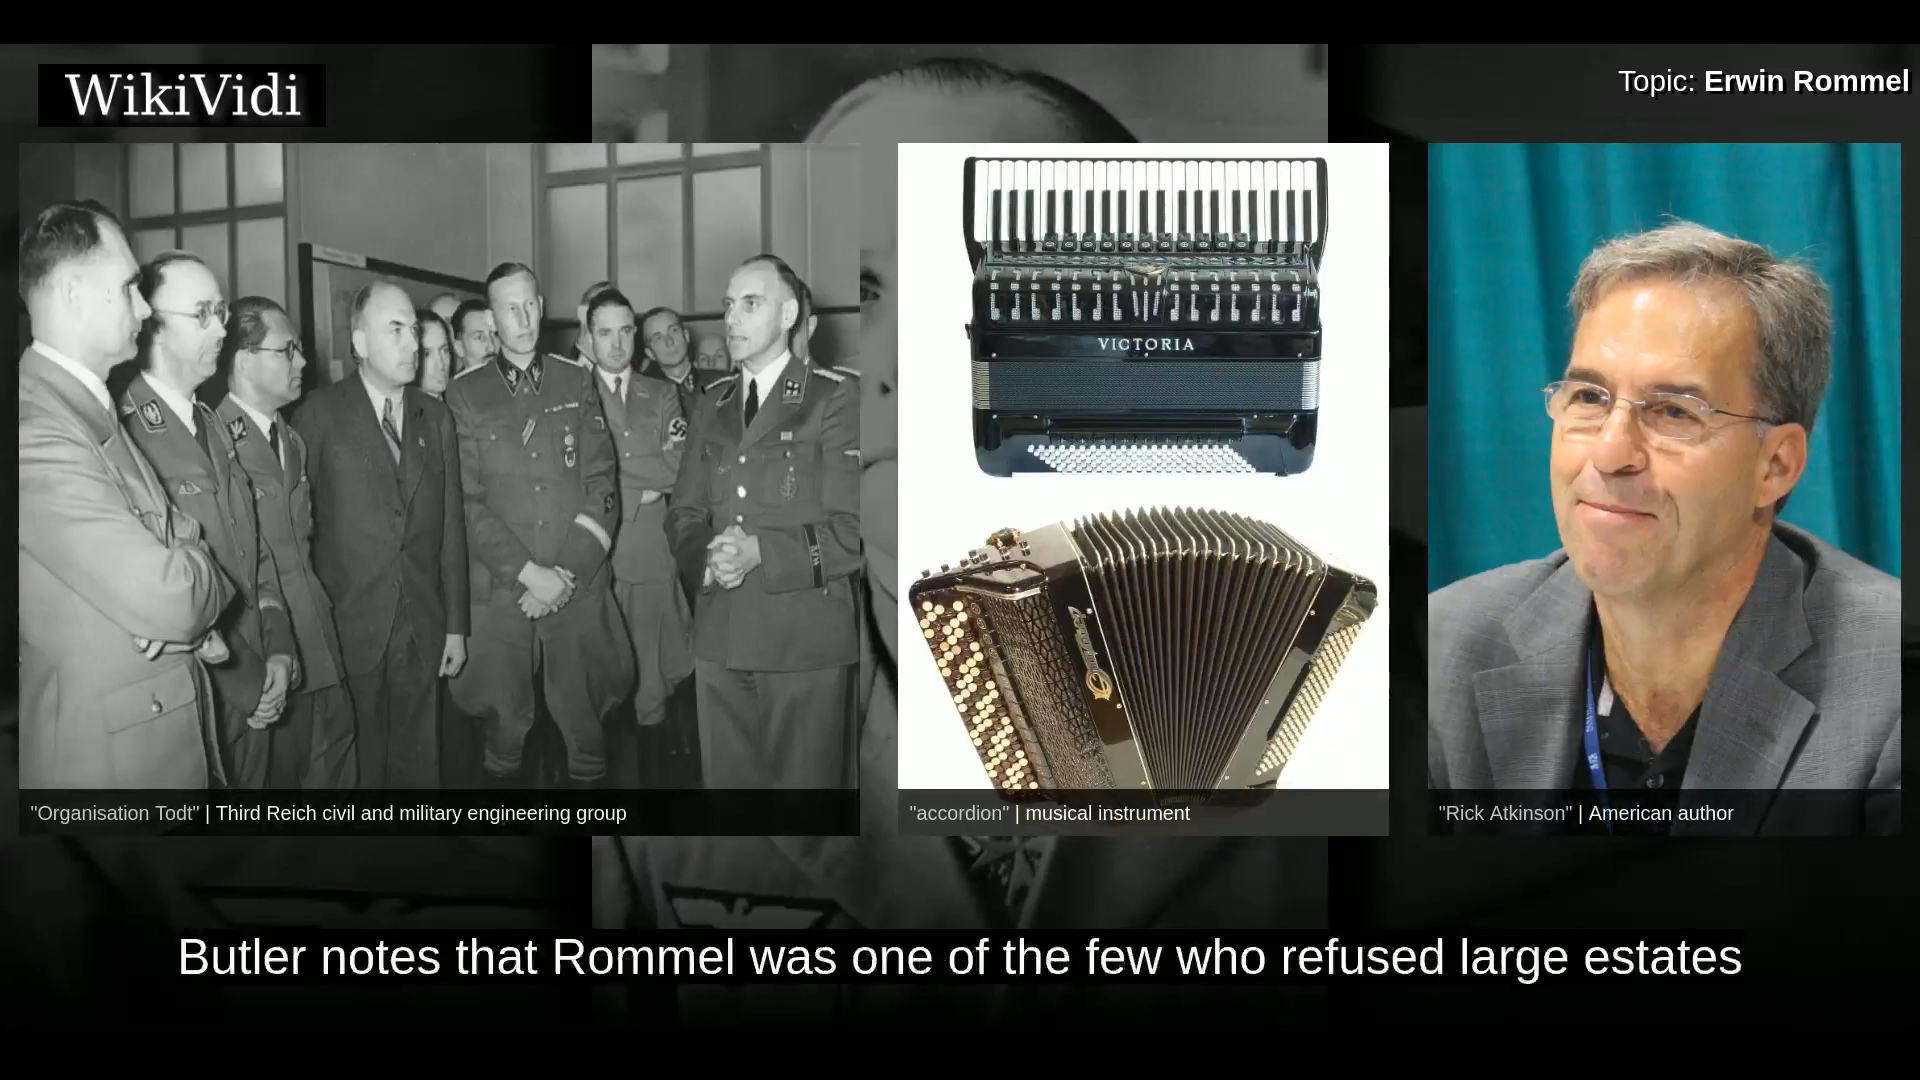 WikiVidi
Topic: Erwin Rommel
VICTORIA
"Organisation Todt" | Third Reich civil and military engineering group
"accordion" | musical instrument
"Rick Atkinson" | American author
Butler notes that Rommel was one of the few who refused large estates